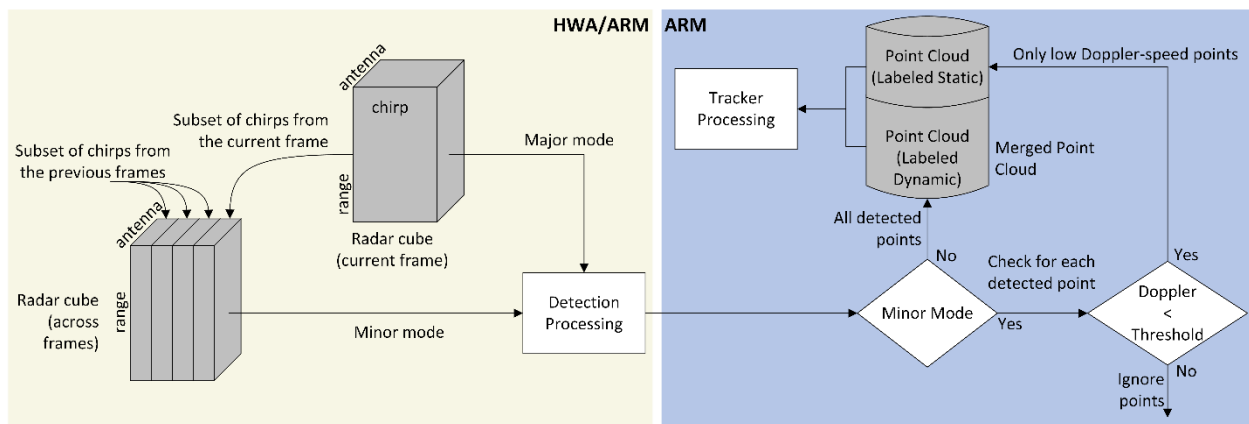 HWA/ARM
ARM
antenna
chirp
range
Radar cube
(current frame)
Subset of chirps from
the current frame
Major mode
Subset of chirps from
the previous frames
antenna
range
Radar cube
(across
frames)
Minor mode
Detection
Processing
Tracker
Processing
Point Cloud
(Labeled Static)
Point Cloud
(Labeled
Dynamic)
Merged Point
Cloud
Only low Doppler-speed points
All detected
points
No
Minor Mode
Yes
Check for each
detected point
Yes
Doppler
<
Threshold
No
Ignore
points